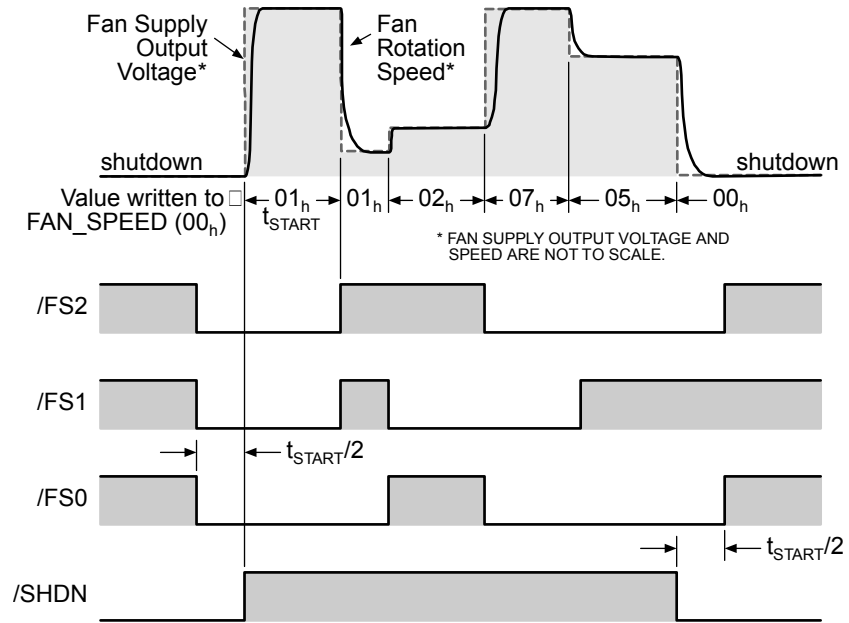 Fan Supply
Output
Voltage*
Fan
Rotation
Speed*
shutdown
shutdown
Value written to □
FAN_SPEED (00h)
01h
tSTART
01h
02h
07h
05h
00h
* FAN SUPPLY OUTPUT VOLTAGE AND
SPEED ARE NOT TO SCALE.
/FS2
/FS1
tSTART/2
/FS0
tSTART/2
/SHDN